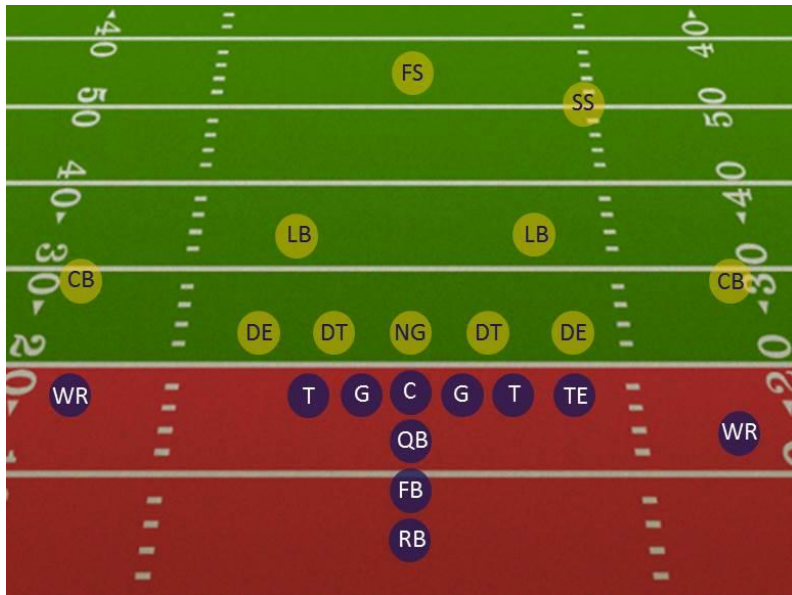 40 40
FS
SS
50 50
40 40
LB LB
30 30
CB CB
DE DT NG DT DE
20
WR T G C G T TE
WR
QB
FB
RB